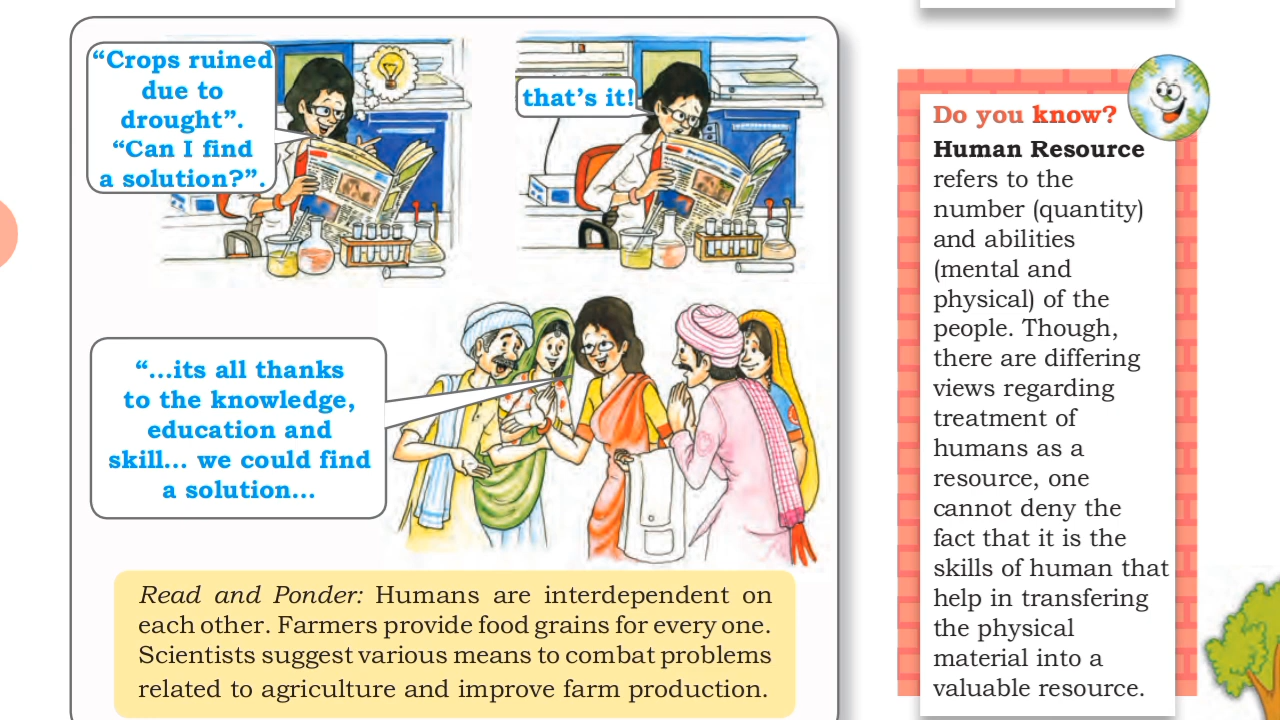 “Crops ruined
due to
drought”.
“Can I find
a solution?”.
that’s it!
“...its all thanks
to the knowledge,
education and
skill... we could find
a solution...
Read and Ponder: Humans are interdependent on
each other. Farmers provide food grains for every one.
Scientists suggest various means to combat problems
related to agriculture and improve farm production.
Do you know?
Human Resource
refers to the
number (quantity)
and abilities
(mental and
physical) of the
people. Though,
there are differing
views regarding
treatment of
humans as a
resource, one
cannot deny the
fact that it is the
skills of human that
help in transfering
the physical
material into a
valuable resource.